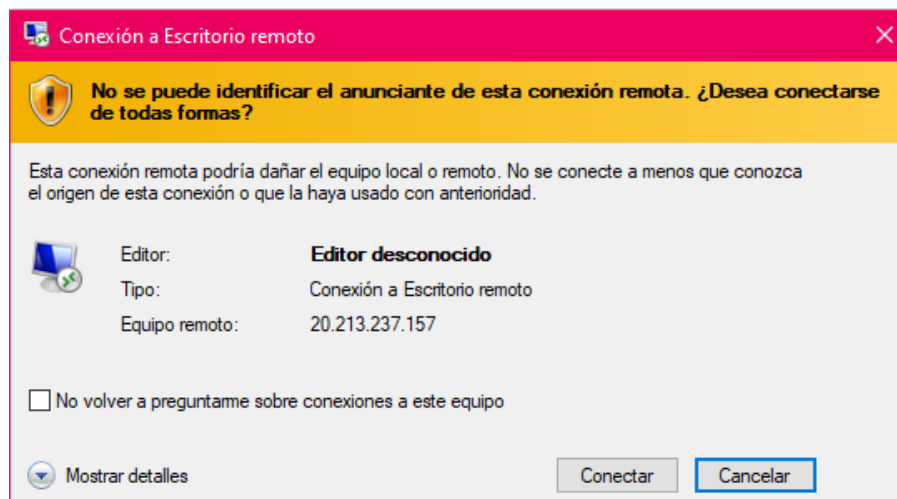 Conexión a Escritorio remoto
No se puede identificar el anunciante de esta conexión remota. ¿Desea conectarse
de todas formas?
Esta conexión remota podría dañar el equipo local o remoto. No se conecte a menos que conozca
el origen de esta conexión o que la haya usado con anterioridad.
Editor: Editor desconocido
Tipo: Conexión a Escritorio remoto
Equipo remoto: 20.213.237.157
No volver a preguntarme sobre conexiones a este equipo
Mostrar detalles Conectar Cancelar